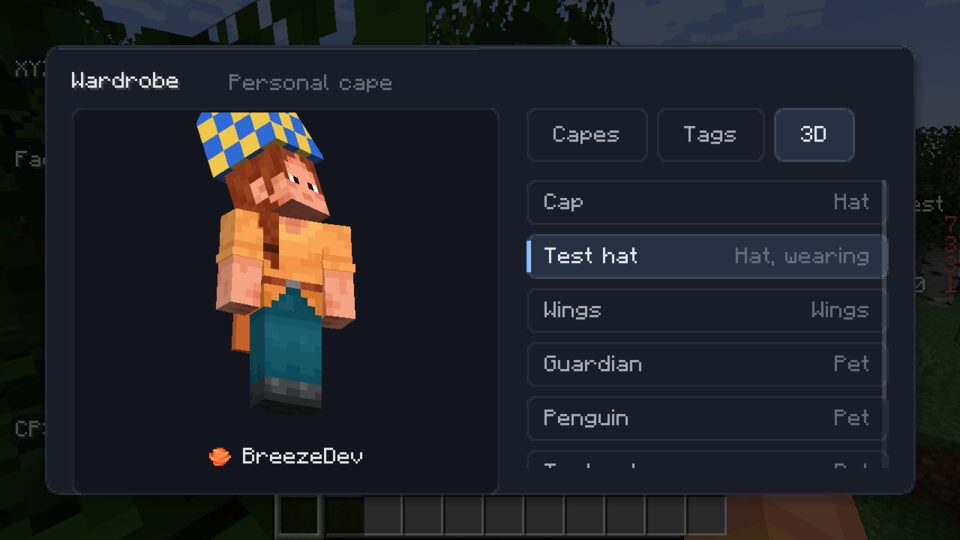 Wardrobe
Personal cape
Capes
Tags
3D
Cap
Hat
Test hat
Hat, wearing
Wings
Wings
Guardian
Pet
Penguin
Pet
BreezeDev